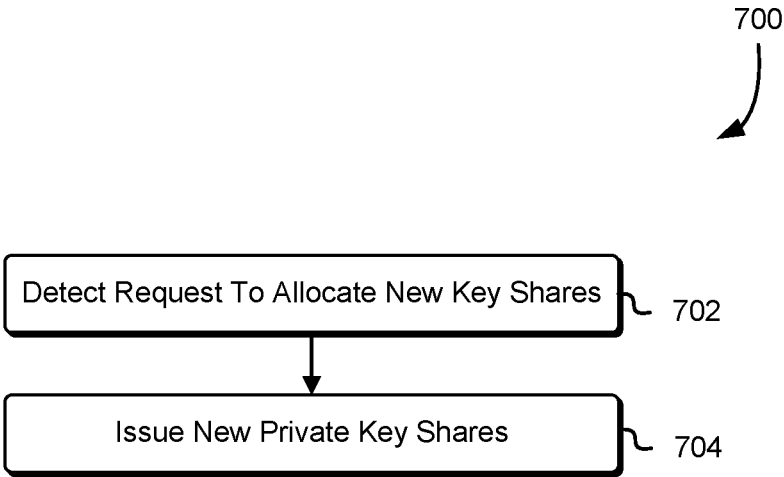 700
Detect Request To Allocate New Key Shares
702
Issue New Private Key Shares
704